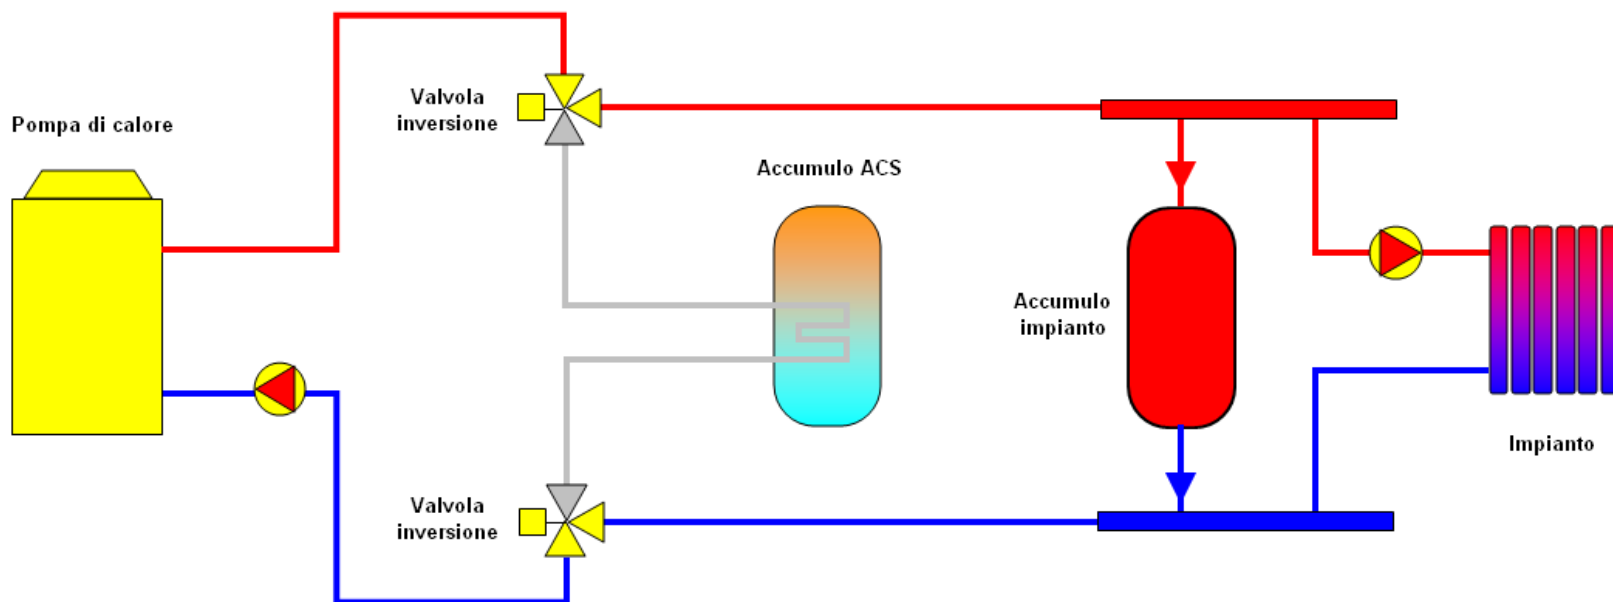 Pompa di calore
Valvola
inversione
Accumulo ACS
Accumulo
impianto
Impianto
Valvola
inversione